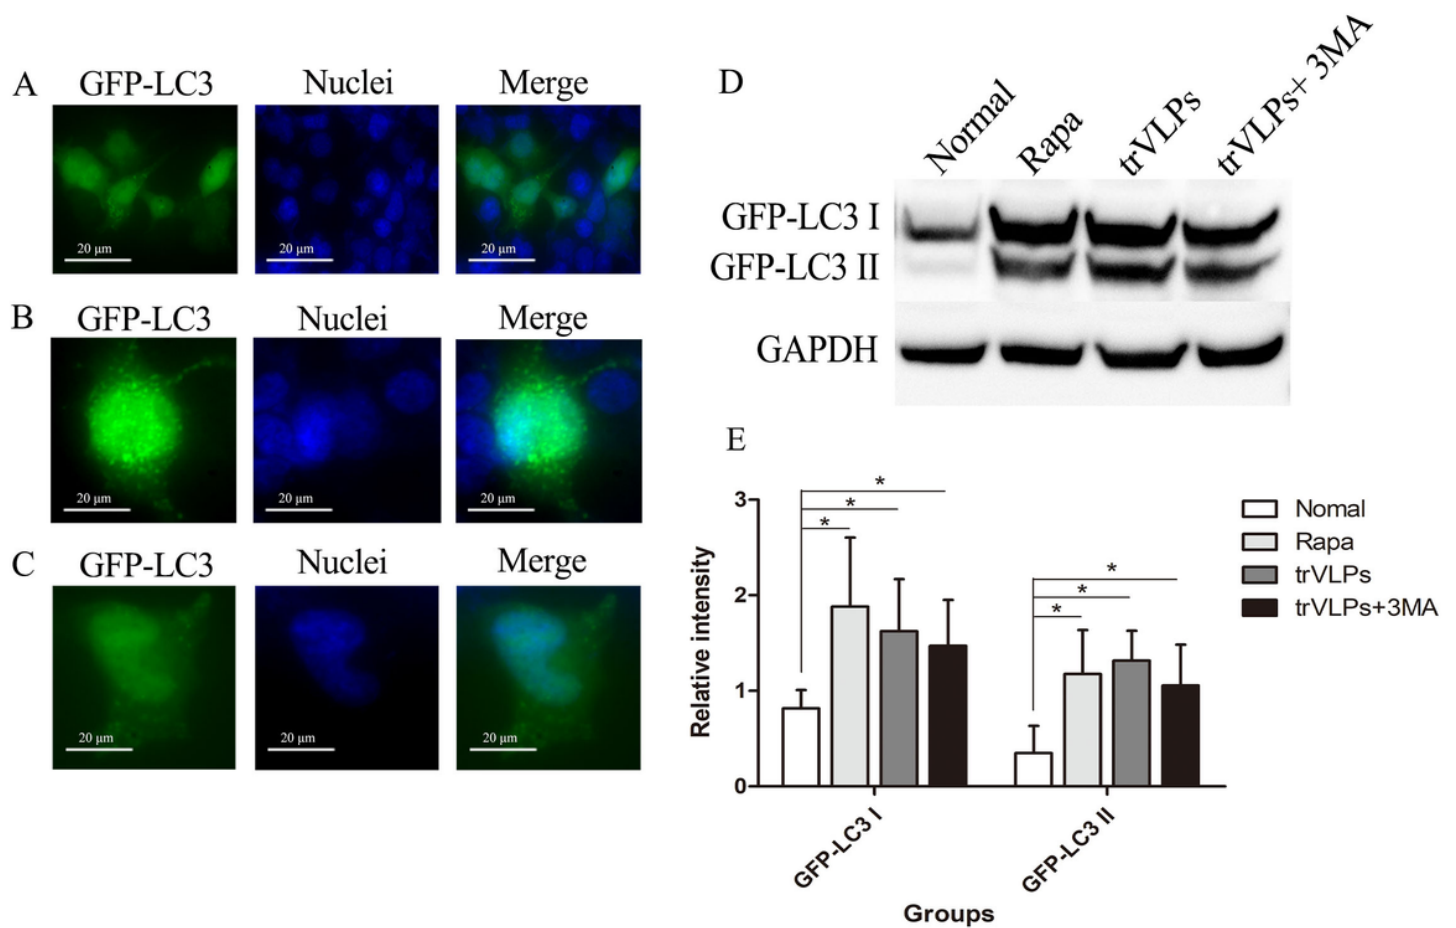 A GFP-LC3 Nuclei Merge
20 μm 20 μm 20 μm
B GFP-LC3 Nuclei Merge
20 μm 20 μm 20 μm
C GFP-LC3 Nuclei Merge
20 μm 20 μm 20 μm
D
Normal Rapa trVLPs trVLPs+ 3MA
GFP-LC3 I
GFP-LC3 II
GAPDH
E
Relative intensity
3
2
1
0
* * *
* * *
GFP-LC3 I GFP-LC3 II
Groups
Nomal
Rapa
trVLPs
trVLPs+3MA